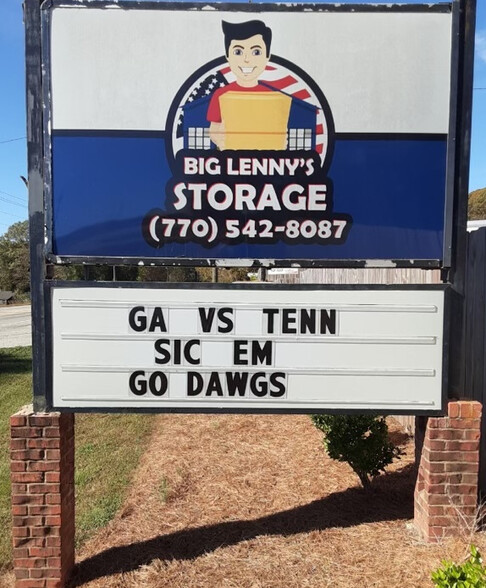 BIG LENNY'S
STORAGE
(770) 542-8087
GA VS TENN
SIC EM
GO DAWGS